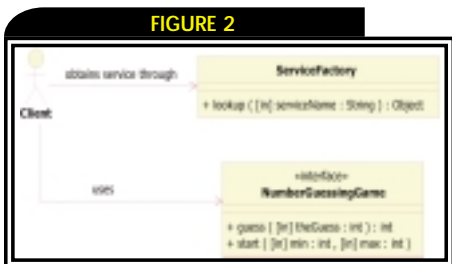 FIGURE 2
obtains service through
ServiceFactory
+ lookup ( [in] serviceName : String ) : Object
Client
uses
«interface»
NumberGuessingGame
+ guess ( [in] theGuess : int ) : int
+ start ( [in] min : int , [in] max : int )